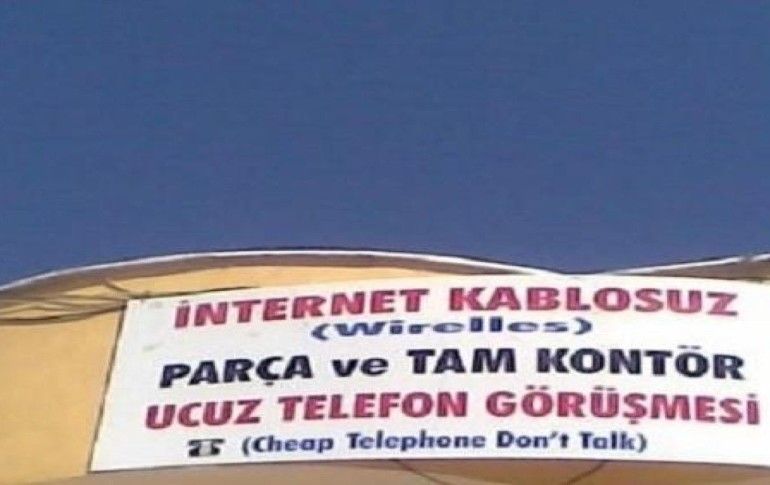 İNTERNET KABLOSUZ
(Wirelles)
PARÇA ve TAM KONTÖR
UCUZ TELEFON GÖRÜŞMESİ
☎ (Cheap Telephone Don't Talk)